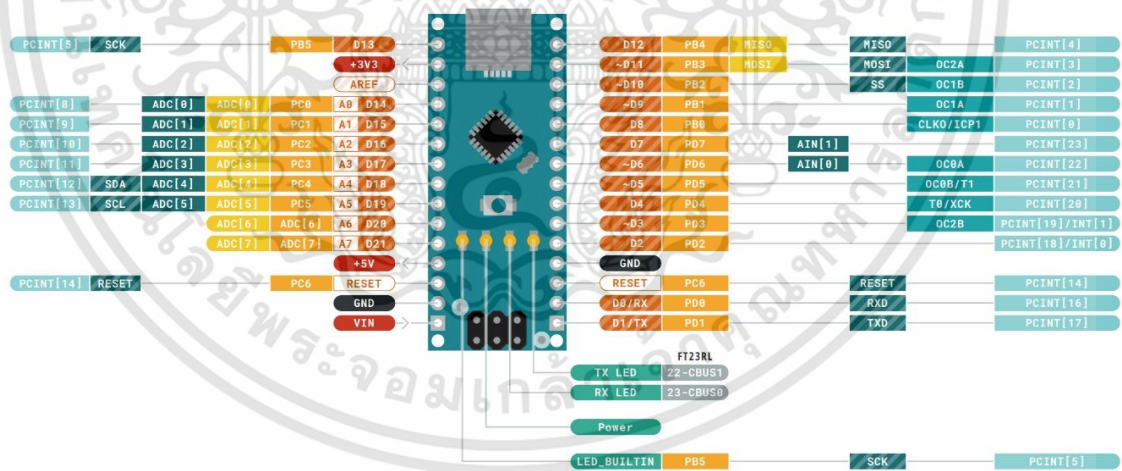 PCINT[5] SCK PB5 D13 D12 PB4 MISO MISO PCINT[4]
+3V3 ~D11 PB3 MOSI MOSI OC2A PCINT[3]
AREF ~D10 PB2 SS OC1B PCINT[2]
PCINT[8] ADC[0] ADC[0] PC0 A0 D14 ~D9 PB1 OC1A PCINT[1]
PCINT[9] ADC[1] ADC[1] PC1 A1 D15 D8 PB0 CLKO/ICP1 PCINT[0]
PCINT[10] ADC[2] ADC[2] PC2 A2 D16 D7 PD7 AIN[1] PCINT[23]
PCINT[11] ADC[3] ADC[3] PC3 A3 D17 ~D6 PD6 AIN[0] OC0A PCINT[22]
PCINT[12] SDA ADC[4] ADC[4] PC4 A4 D18 ~D5 PD5 OC0B/T1 PCINT[21]
PCINT[13] SCL ADC[5] ADC[5] PC5 A5 D19 D4 PD4 T0/XCK PCINT[20]
ADC[6] ADC[6] A6 D20 ~D3 PD3 OC2B PCINT[19]/INT[1]
ADC[7] ADC[7] A7 D21 D2 PD2 PCINT[18]/INT[0]
+5V GND
PCINT[14] RESET PC6 RESET RESET PC6 RESET PCINT[14]
GND D0/RX PD0 RXD PCINT[16]
VIN D1/TX PD1 TXD PCINT[17]
FT23RL
TX LED 22-CBUS1
RX LED 23-CBUS0
Power
LED_BUILTIN PB5 SCK PCINT[5]